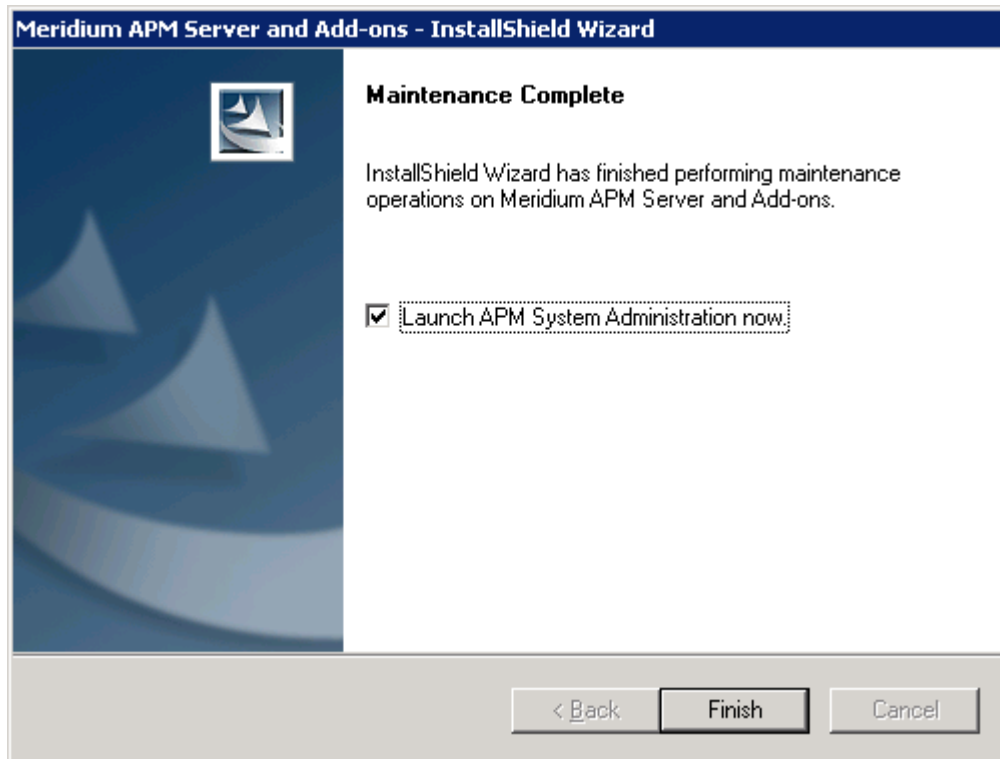 Meridium APM Server and Add-ons - InstallShield Wizard
Maintenance Complete
InstallShield Wizard has finished performing maintenance
operations on Meridium APM Server and Add-ons.
Launch APM System Administration now.
< Back
Finish
Cancel